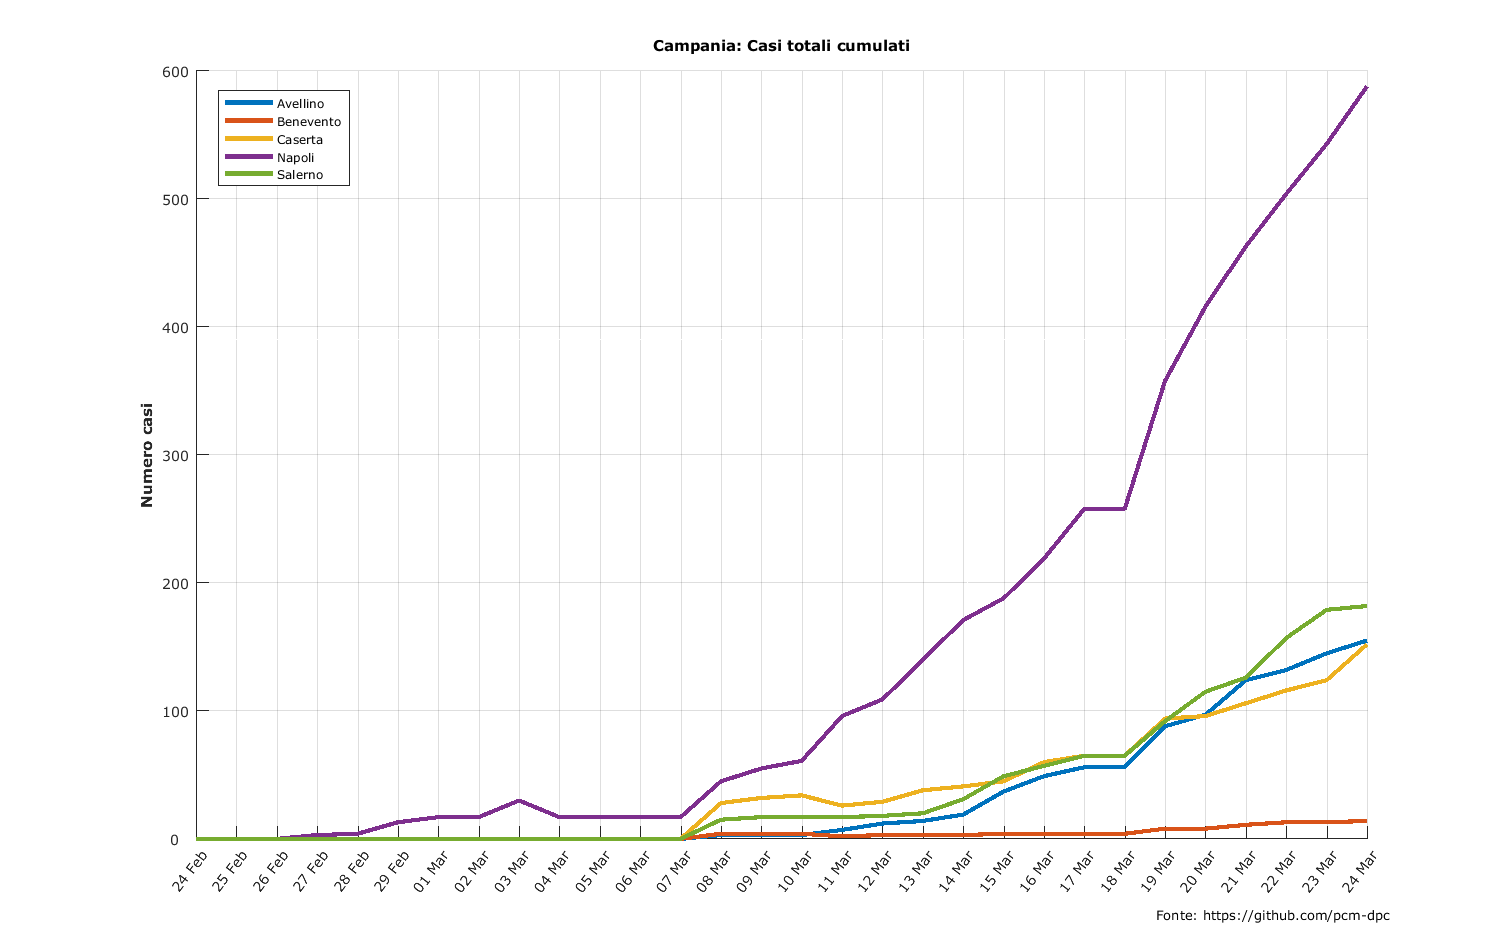 Campania: Casi totali cumulati
Avellino
Benevento
Caserta
Napoli
Salerno
Numero casi
600
500
400
300
200
100
0
24 Feb
25 Feb
26 Feb
27 Feb
28 Feb
29 Feb
01 Mar
02 Mar
03 Mar
04 Mar
05 Mar
06 Mar
07 Mar
08 Mar
09 Mar
10 Mar
11 Mar
12 Mar
13 Mar
14 Mar
15 Mar
16 Mar
17 Mar
18 Mar
19 Mar
20 Mar
21 Mar
22 Mar
23 Mar
24 Mar
Fonte: https://github.com/pcm-dpc